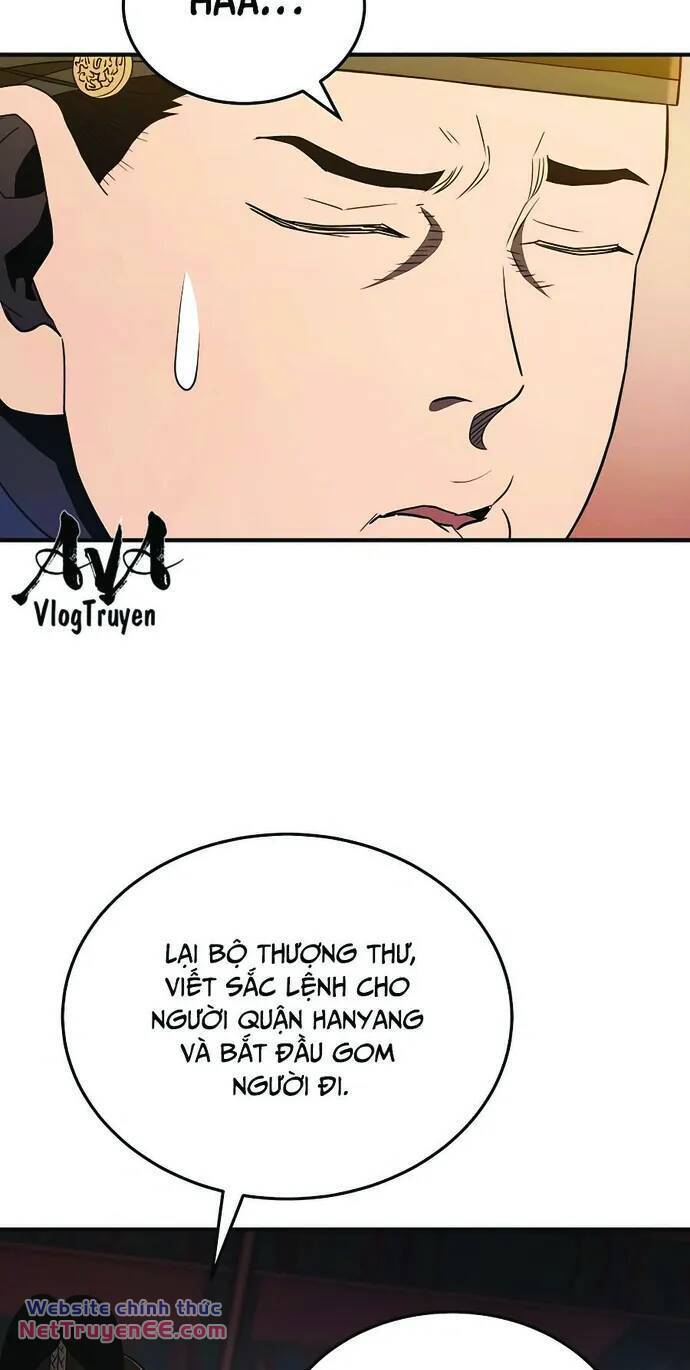 HAA...
AVA
VlogTruyen
LẠI BỘ THƯỢNG THƯ,
VIẾT SẮC LỆNH CHO
NGƯỜI QUẬN HANYANG
VÀ BẮT ĐẦU GOM
NGƯỜI ĐI.
Website chính thức
NetTruyenEE.com